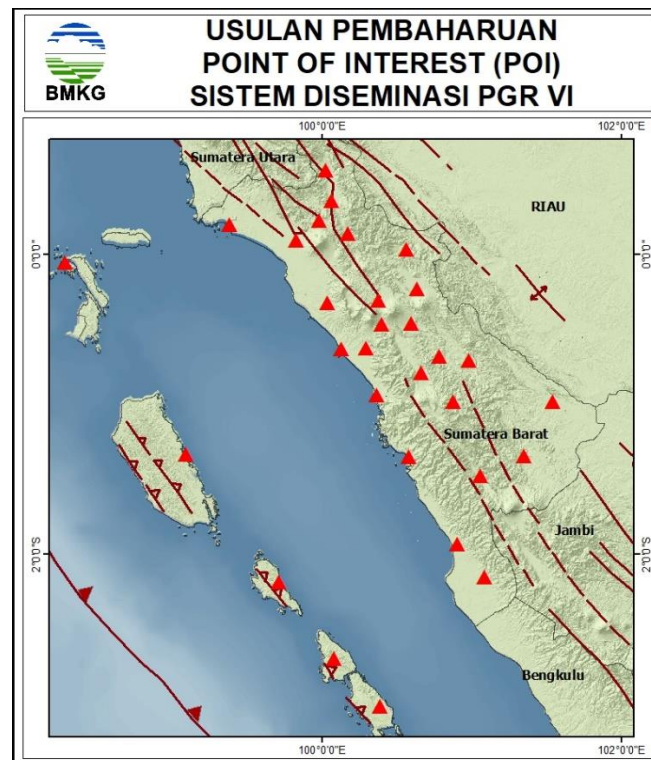 USULAN PEMBAHARUAN
POINT OF INTEREST (POI)
SISTEM DISEMINASI PGR VI
BMKG
100°0'0"E
102°0'0"E
Sumatera Utara
RIAU
0°0'0"
0°0'0"
Sumatera Barat
Jambi
2°0'0"S
2°0'0"S
Bengkulu
100°0'0"E
102°0'0"E